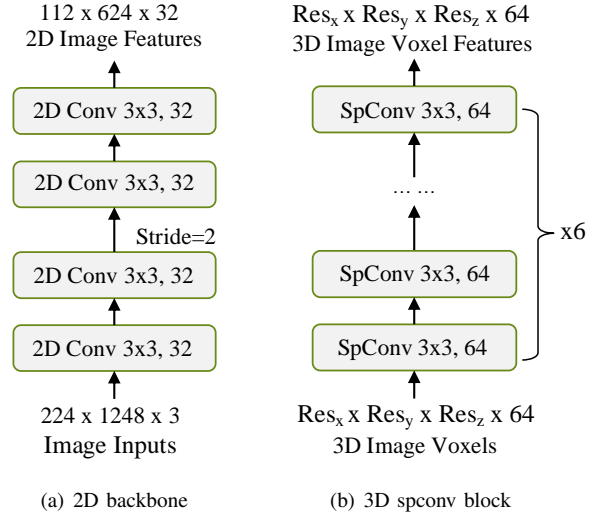 112 x 624 x 32
2D Image Features
2D Conv 3x3, 32
2D Conv 3x3, 32
Stride=2
2D Conv 3x3, 32
2D Conv 3x3, 32
224 x 1248 x 3
Image Inputs
(a) 2D backbone
Resx x Resy x Resz x 64
3D Image Voxel Features
SpConv 3x3, 64
... ...
x6
SpConv 3x3, 64
SpConv 3x3, 64
Resx x Resy x Resz x 64
3D Image Voxels
(b) 3D spconv block